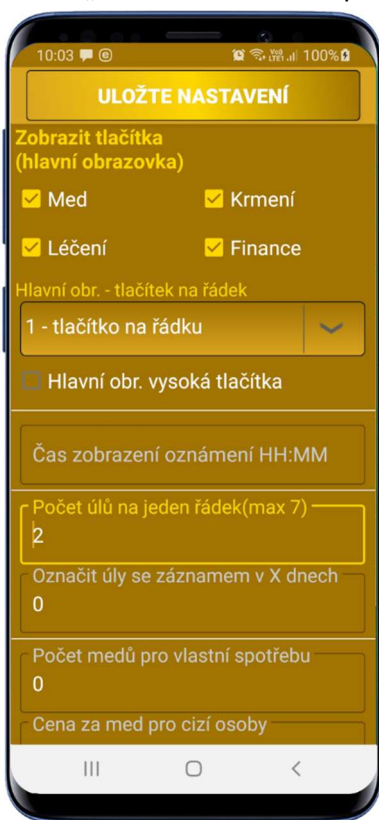 10:03 100%
ULOŽTE NASTAVENÍ
Zobrazit tlačítka
(hlavní obrazovka)
Med Krmení
Léčení Finance
Hlavní obr. - tlačítek na řádek
1 - tlačítko na řádku
Hlavní obr. vysoká tlačítka
Čas zobrazení oznámení HH:MM
Počet úlů na jeden řádek(max 7)
2
Označit úly se záznamem v X dnech
0
Počet medů pro vlastní spotřebu
0
Cena za med pro cizí osoby